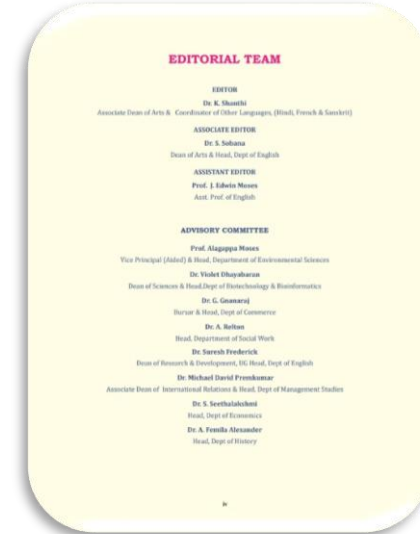 EDITORIAL TEAM
EDITOR
Dr. K. Shanthi
Associate Dean of Arts & Coordinator of Other Languages, (Hindi, French & Sanskrit)
ASSOCIATE EDITOR
Dr. S. Sobana
Dean of Arts & Head, Dept of English
ASSISTANT EDITOR
Prof. J. Edwin Moses
Asst. Prof. of English
ADVISORY COMMITTEE
Prof. Alagappa Moses
Vice Principal (Aided) & Head, Department of Environmental Sciences
Dr. Violet Dhayabaran
Dean of Sciences & Head,Dept of Biotechnology & Bioinformatics
Dr. G. Gnanaraj
Bursar & Head, Dept of Commerce
Dr. A. Relton
Head, Department of Social Work
Dr. Suresh Frederick
Dean of Research & Development, UG Head, Dept of English
Dr. Michael David Premkumar
Associate Dean of International Relations & Head, Dept of Management Studies
Dr. S. Seethalakshmi
Head, Dept of Economics
Dr. A. Femila Alexander
Head, Dept of History